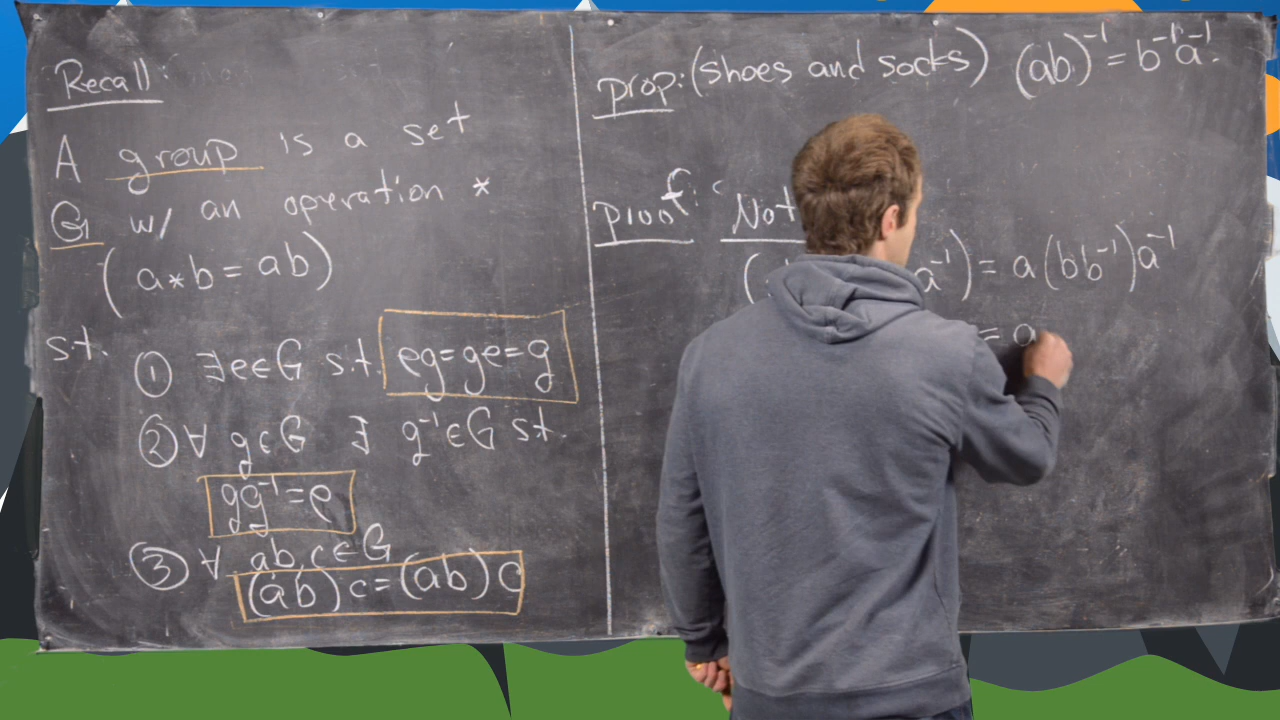 Recall:
A group is a set
G w/ an operation *
(a*b = ab)
s.t. ① ∃e∈G s.t. eg=ge=g
② ∀ g∈G ∃ g⁻¹∈G s.t.
gg⁻¹=e
③ ∀ a,b,c∈G
(ab)c=(ab)c
Prop: (shoes and socks) (ab)⁻¹ = b⁻¹a⁻¹.
Proof: Not
( a⁻¹) = a(bb⁻¹)a⁻¹
= a